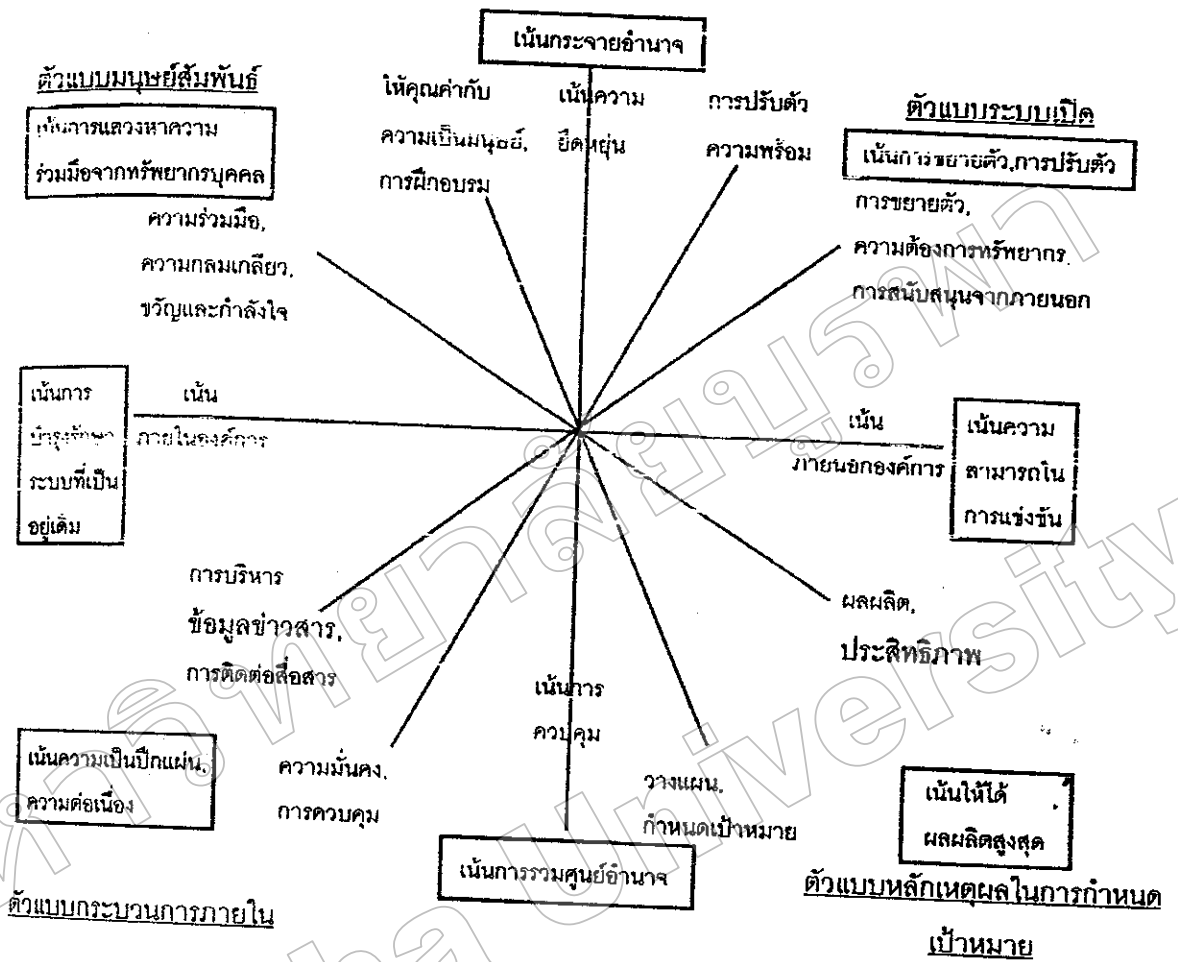 เน้นกระจายอำนาจ
ตัวแบบมนุษย์สัมพันธ์
เน้นการแสวงหาความ
ร่วมมือจากทรัพยากรบุคคล
ให้คุณค่ากับ
ความเป็นมนุษย์,
การฝึกอบรม
เน้นความ
ยืดหยุ่น
การปรับตัว
ความพร้อม
ตัวแบบระบบเปิด
เน้นการขยายตัว,การปรับตัว
ความร่วมมือ,
ความกลมเกลียว,
ขวัญและกำลังใจ
การขยายตัว,
ความต้องการทรัพยากร
การสนับสนุนจากภายนอก
เน้นการ
บำรุงรักษา
ระบบที่เป็น
อยู่เดิม
เน้น
ภายในองค์การ
เน้น
ภายนอกองค์การ
เน้นความ
สามารถใน
การแข่งขัน
การบริหาร
ข้อมูลข่าวสาร,
การติดต่อสื่อสาร
ผลผลิต,
ประสิทธิภาพ
เน้นการ
ควบคุม
เน้นความเป็นปึกแผ่น,
ความต่อเนื่อง
ความมั่นคง,
การควบคุม
วางแผน,
กำหนดเป้าหมาย
เน้นให้ได้
ผลผลิตสูงสุด
เน้นการรวมศูนย์อำนาจ
ตัวแบบกระบวนการภายใน
ตัวแบบหลักเหตุผลในการกำหนด
เป้าหมาย
หาวิทยาลัยบูรพา
ha University